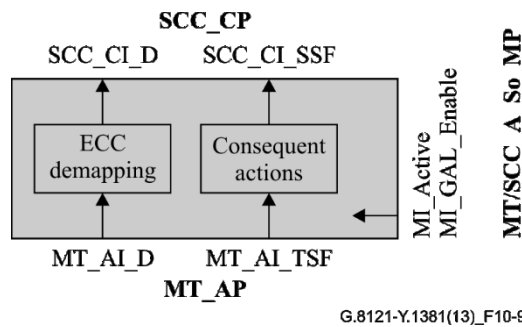 SCC_CP
SCC_CI_D
SCC_CI_SSF
ECC
demapping
Consequent
actions
MI_Active
MI_GAL_Enable
MT/SCC_A_So_MP
MT_AI_D
MT_AI_TSF
MT_AP
G.8121-Y.1381(13)_F10-9